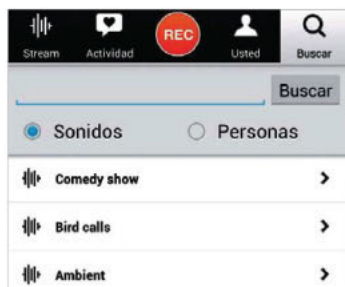 REC
Stream Actividad Usted Buscar
Buscar
Sonidos Personas
Comedy show
Bird calls
Ambient